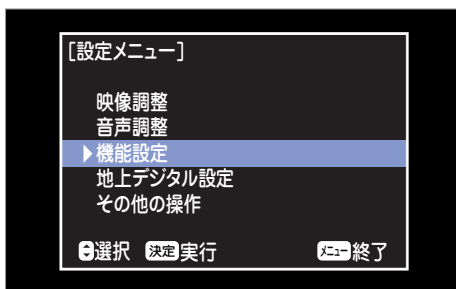 [設定メニュー]
映像調整
音声調整
機能設定
地上デジタル設定
その他の操作
選択 決定 実行 メニュー 終了